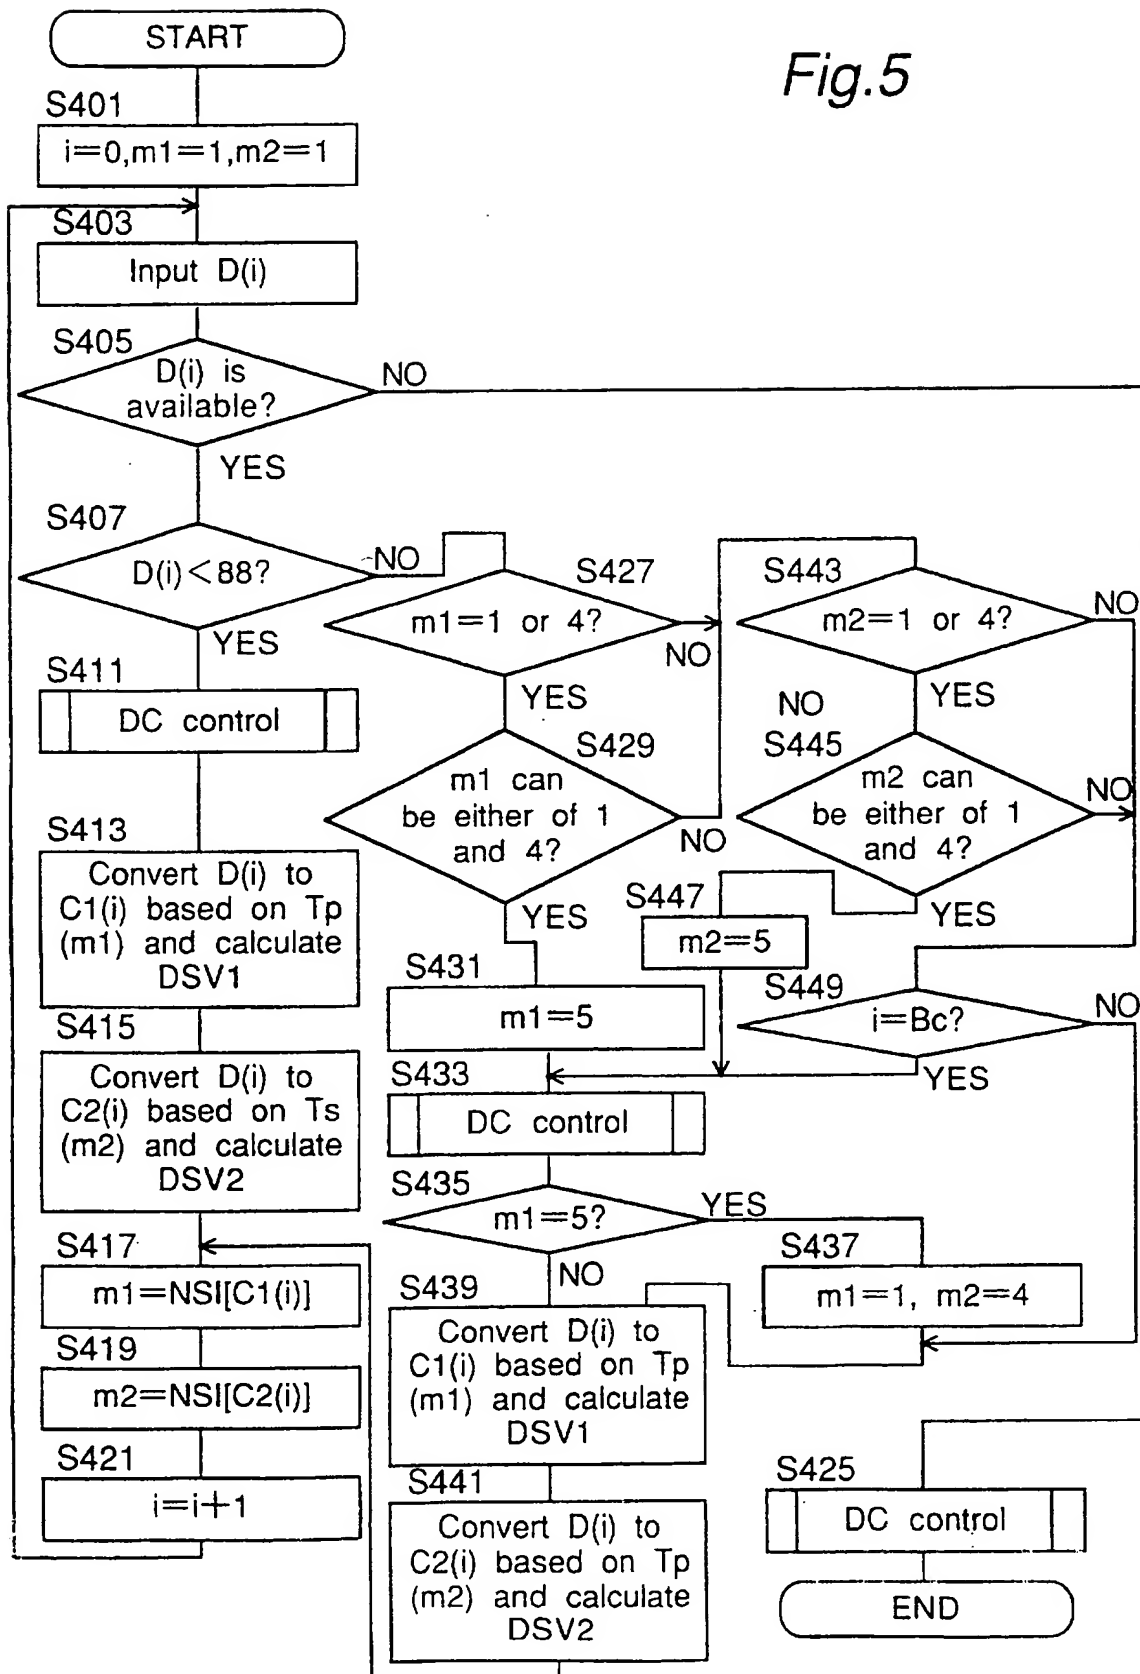 START
Fig.5
S401
i=0,m1=1,m2=1
S403
Input D(i)
S405
D(i) is
available?
NO
YES
S407
D(i)<88?
NO
YES
S411
DC control
S413
Convert D(i) to
C1(i) based on Tp
(m1) and calculate
DSV1
S415
Convert D(i) to
C2(i) based on Ts
(m2) and calculate
DSV2
S417
m1=NSI[C1(i)]
S419
m2=NSI[C2(i)]
S421
i=i+1
S427
m1=1 or 4?
NO
YES
S429
m1 can
be either of 1
and 4?
NO
YES
S431
m1=5
S433
DC control
S435
m1=5?
YES
NO
S437
m1=1, m2=4
S439
Convert D(i) to
C1(i) based on Tp
(m1) and calculate
DSV1
S441
Convert D(i) to
C2(i) based on Tp
(m2) and calculate
DSV2
S443
m2=1 or 4?
NO
YES
NO
S445
m2 can
be either of 1
and 4?
NO
YES
S447
m2=5
S449
i=Bc?
NO
YES
S425
DC control
END